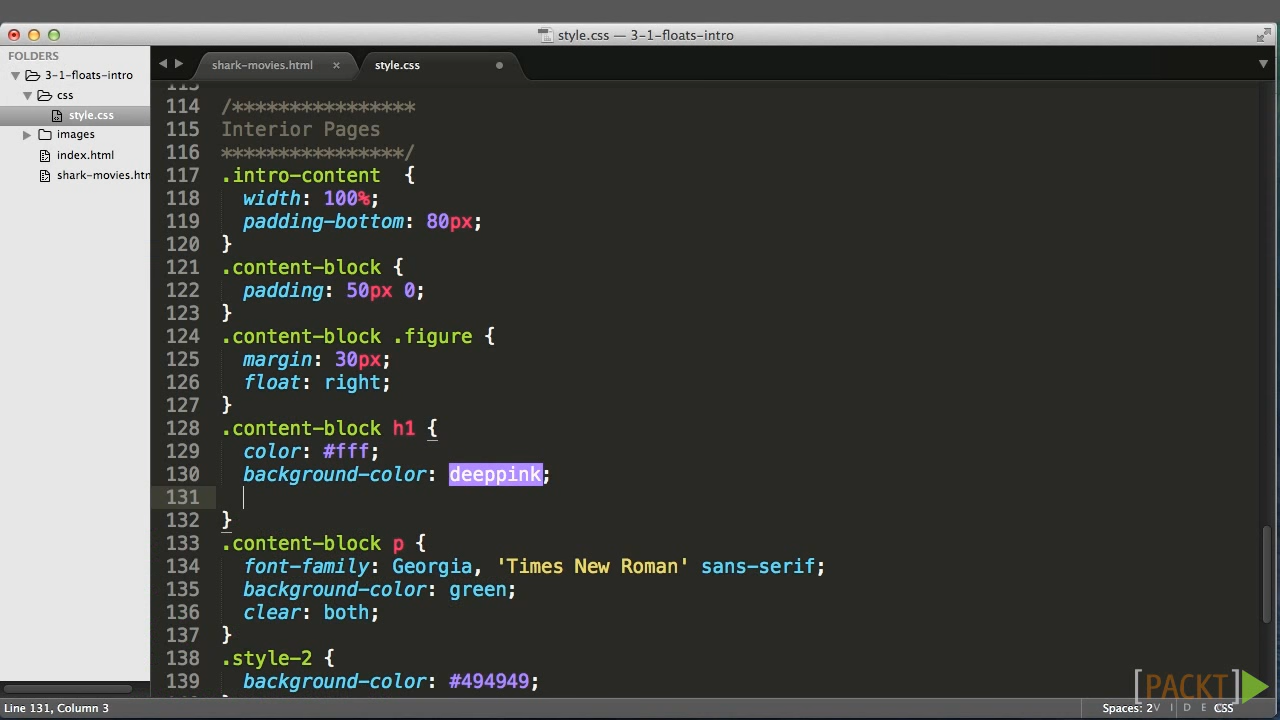 style.css — 3-1-floats-intro
FOLDERS
3-1-floats-intro
css
style.css
images
index.html
shark-movies.htm
shark-movies.html ×
style.css
114 /****************
115 Interior Pages
116 ****************/
117 .intro-content {
118 width: 100%;
119 padding-bottom: 80px;
120 }
121 .content-block {
122 padding: 50px 0;
123 }
124 .content-block .figure {
125 margin: 30px;
126 float: right;
127 }
128 .content-block h1 {
129 color: #fff;
130 background-color: deeppink;
131
132 }
133 .content-block p {
134 font-family: Georgia, 'Times New Roman' sans-serif;
135 background-color: green;
136 clear: both;
137 }
138 .style-2 {
139 background-color: #494949;
[PACKT]
VIDEO
Line 131, Column 3
Spaces: 2
CSS